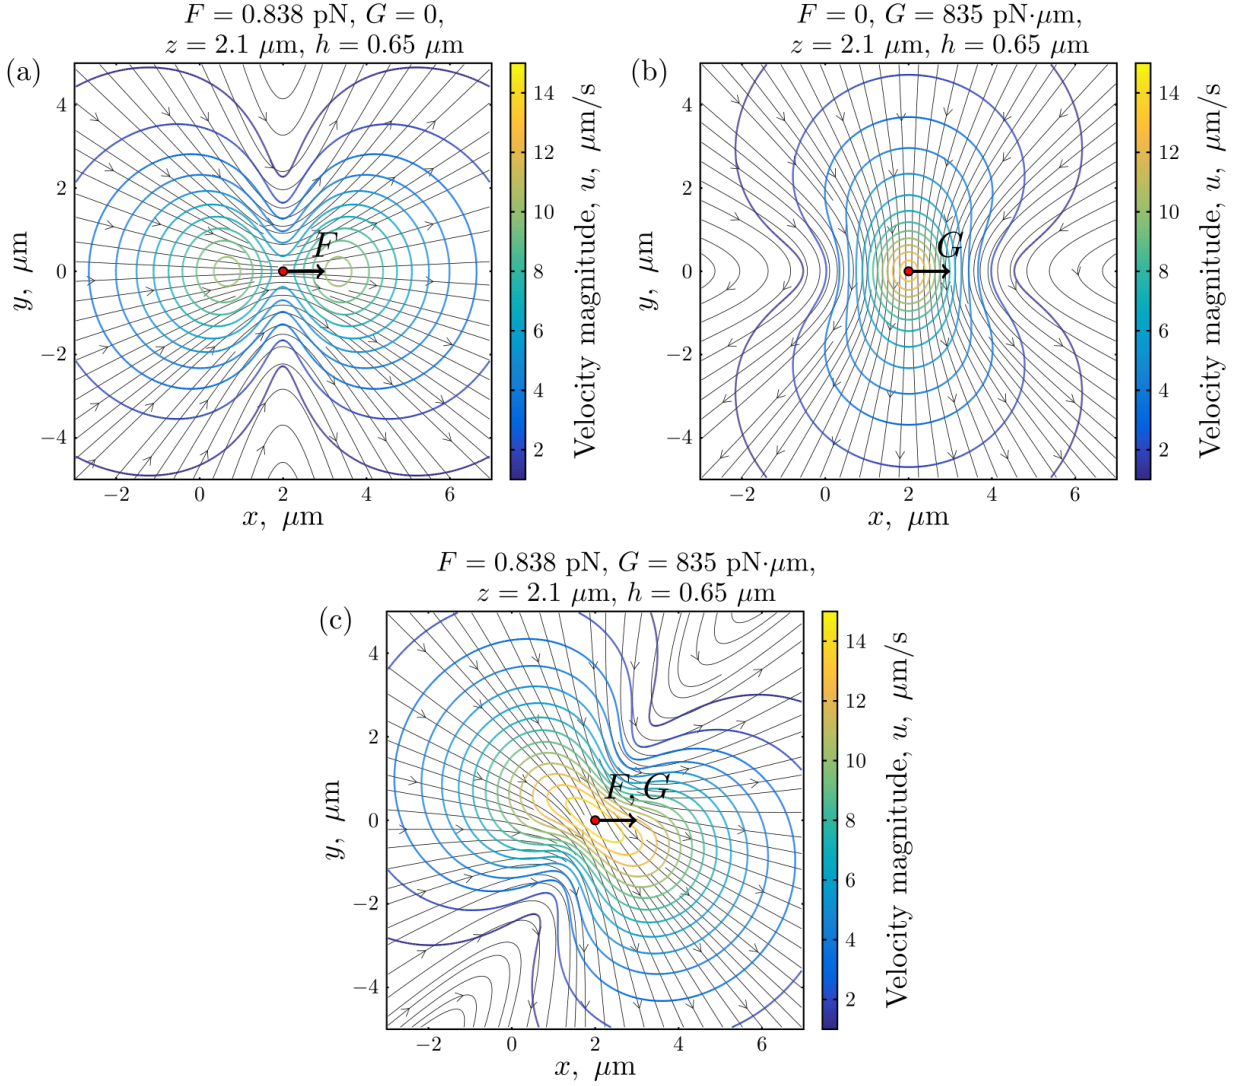 F = 0.838 pN, G = 0,
z = 2.1 μm, h = 0.65 μm
(a)
F
4
2
0
−2
−4
y, μm
−2
0
2
4
6
x, μm
14
12
10
8
6
4
2
Velocity magnitude, u, μm/s
F = 0, G = 835 pN·μm,
z = 2.1 μm, h = 0.65 μm
(b)
G
4
2
0
−2
−4
y, μm
−2
0
2
4
6
x, μm
14
12
10
8
6
4
2
Velocity magnitude, u, μm/s
F = 0.838 pN, G = 835 pN·μm,
z = 2.1 μm, h = 0.65 μm
(c)
F, G
4
2
0
−2
−4
y, μm
−2
0
2
4
6
x, μm
14
12
10
8
6
4
2
Velocity magnitude, u, μm/s